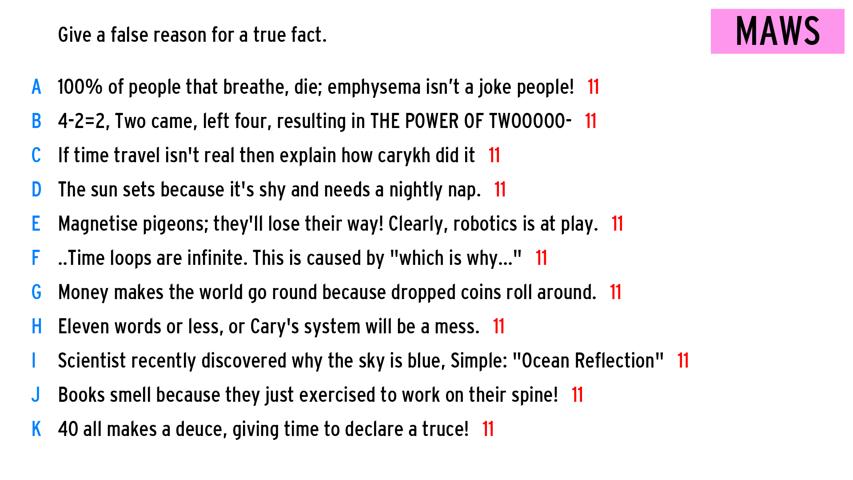 Give a false reason for a true fact.
MAWS
A 100% of people that breathe, die; emphysema isn't a joke people! 11
B 4-2=2, Two came, left four, resulting in THE POWER OF TWOOOOO- 11
C If time travel isn't real then explain how carykh did it 11
D The sun sets because it's shy and needs a nightly nap. 11
E Magnetise pigeons; they'll lose their way! Clearly, robotics is at play. 11
F ..Time loops are infinite. This is caused by "which is why..." 11
G Money makes the world go round because dropped coins roll around. 11
H Eleven words or less, or Cary's system will be a mess. 11
I Scientist recently discovered why the sky is blue, Simple: "Ocean Reflection" 11
J Books smell because they just exercised to work on their spine! 11
K 40 all makes a deuce, giving time to declare a truce! 11